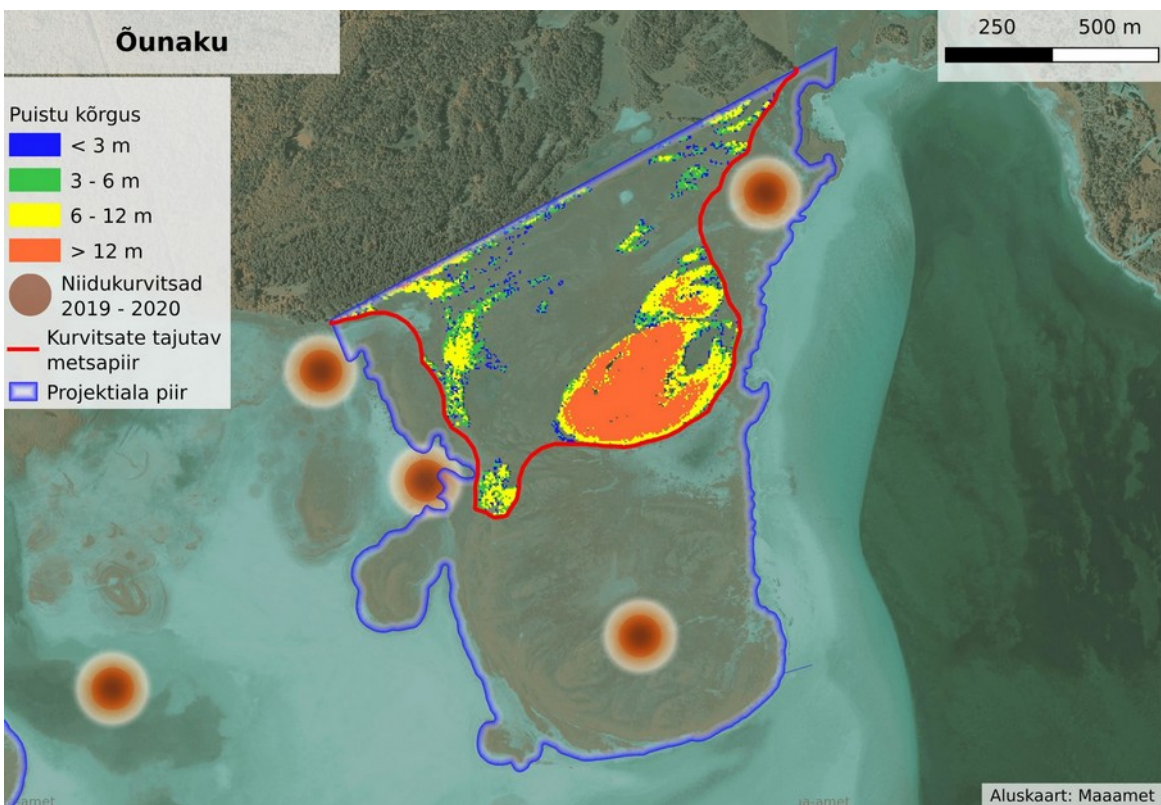 Õunaku
250 500 m
Puistu kõrgus
< 3 m
3 - 6 m
6 - 12 m
> 12 m
Niidukurvitsad
2019 - 2020
Kurvitsate tajutav
metsapiir
Projektiala piir
Aluskaart: Maaamet